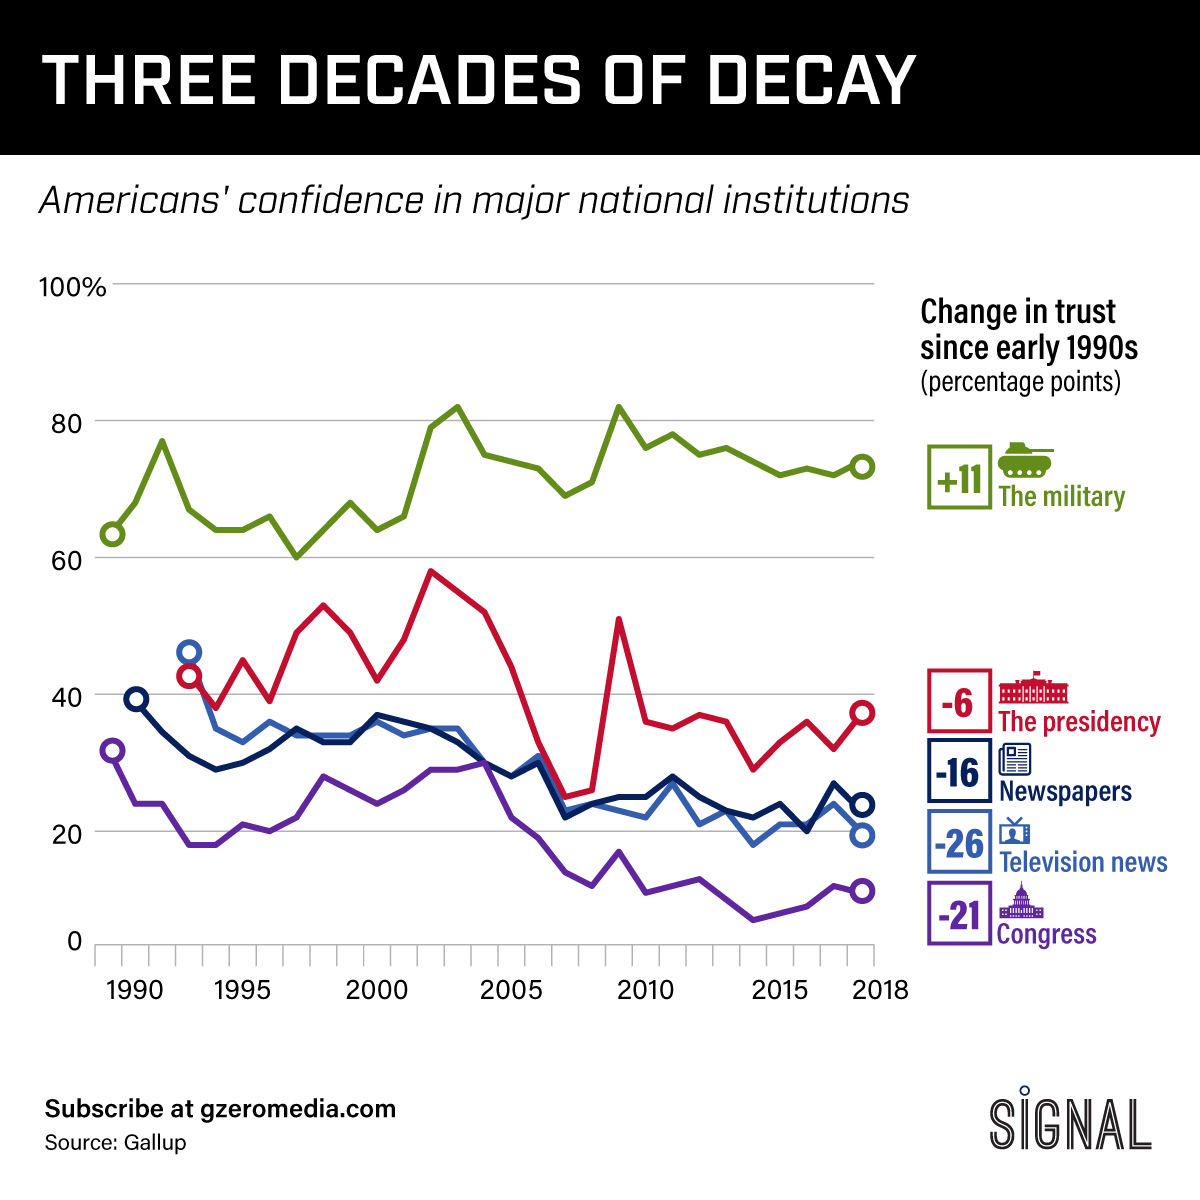 THREE DECADES OF DECAY
Americans' confidence in major national institutions
100%
80
60
40
20
0
1990 1995 2000 2005 2010 2015 2018
Change in trust
since early 1990s
(percentage points)
+11
The military
-6
The presidency
-16
Newspapers
-26
Television news
-21
Congress
Subscribe at gzeromedia.com
Source: Gallup
SIGNAL